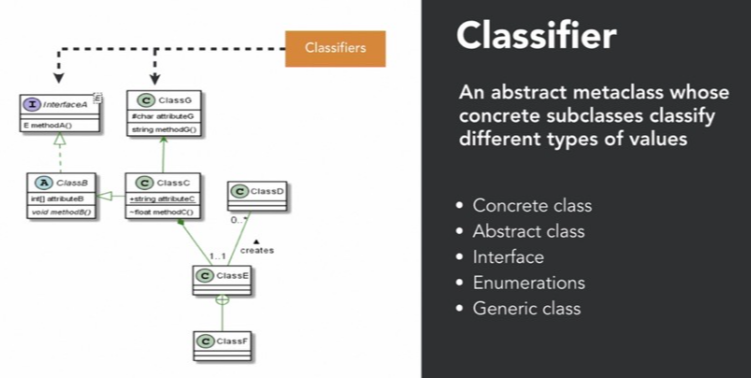 Classifiers
Classifier
An abstract metaclass whose
concrete subclasses classify
different types of values
• Concrete class
• Abstract class
• Interface
• Enumerations
• Generic class
I InterfaceA E
E methodA()
C ClassG
#char attributeG
string methodG()
A ClassB
int[] attributeB
void methodB()
C ClassC
+string attributeC
~float methodC()
C ClassD
0..*
1..1
creates
C ClassE
C ClassF